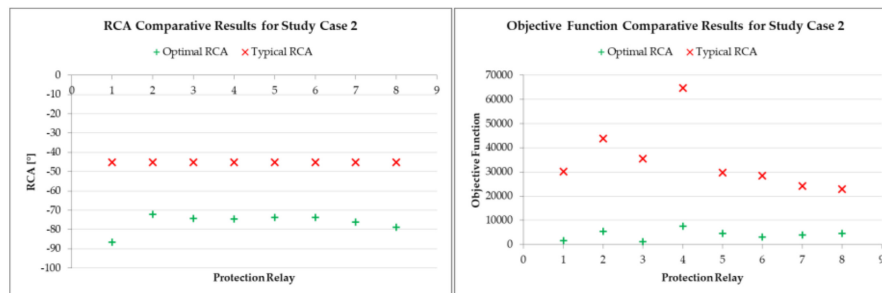 RCA Comparative Results for Study Case 2
+ Optimal RCA × Typical RCA
0
0 1 2 3 4 5 6 7 8 9
-10
-20
-30
-40
-50
-60
-70
-80
-90
-100
RCA [°]
Protection Relay
Objective Function Comparative Results for Study Case 2
+ Optimal RCA × Typical RCA
70000
60000
50000
40000
30000
20000
10000
0
Objective Function
0 1 2 3 4 5 6 7 8 9
Protection Relay